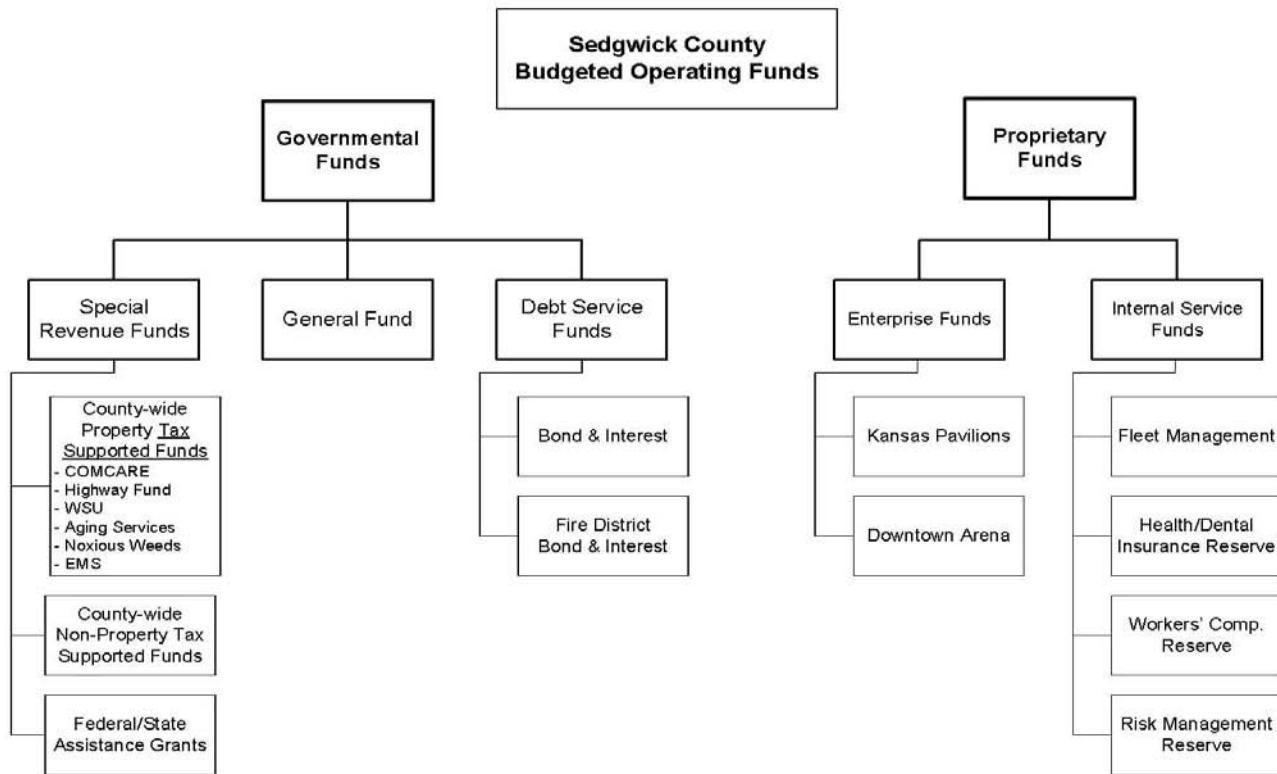 Sedgwick County
Budgeted Operating Funds
Governmental
Funds
Proprietary
Funds
Special
Revenue Funds
General Fund
Debt Service
Funds
Enterprise Funds
Internal Service
Funds
County-wide
Property Tax
Supported Funds
- COMCARE
- Highway Fund
- WSU
- Aging Services
- Noxious Weeds
- EMS
County-wide
Non-Property Tax
Supported Funds
Federal/State
Assistance Grants
Bond & Interest
Fire District
Bond & Interest
Kansas Pavilions
Downtown Arena
Fleet Management
Health/Dental
Insurance Reserve
Workers' Comp.
Reserve
Risk Management
Reserve